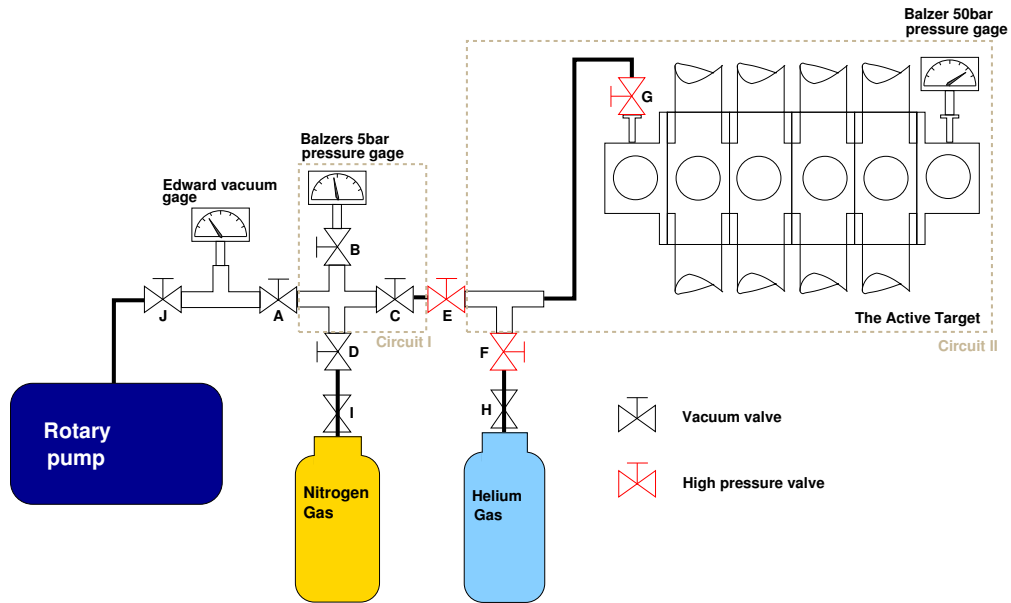 Balzer 50bar
pressure gage
G
Balzers 5bar
pressure gage
Edward vacuum
gage
B
J
A
C
E
The Active Target
Circuit I
Circuit II
D
F
I
H
Rotary
pump
Nitrogen
Gas
Helium
Gas
Vacuum valve
High pressure valve